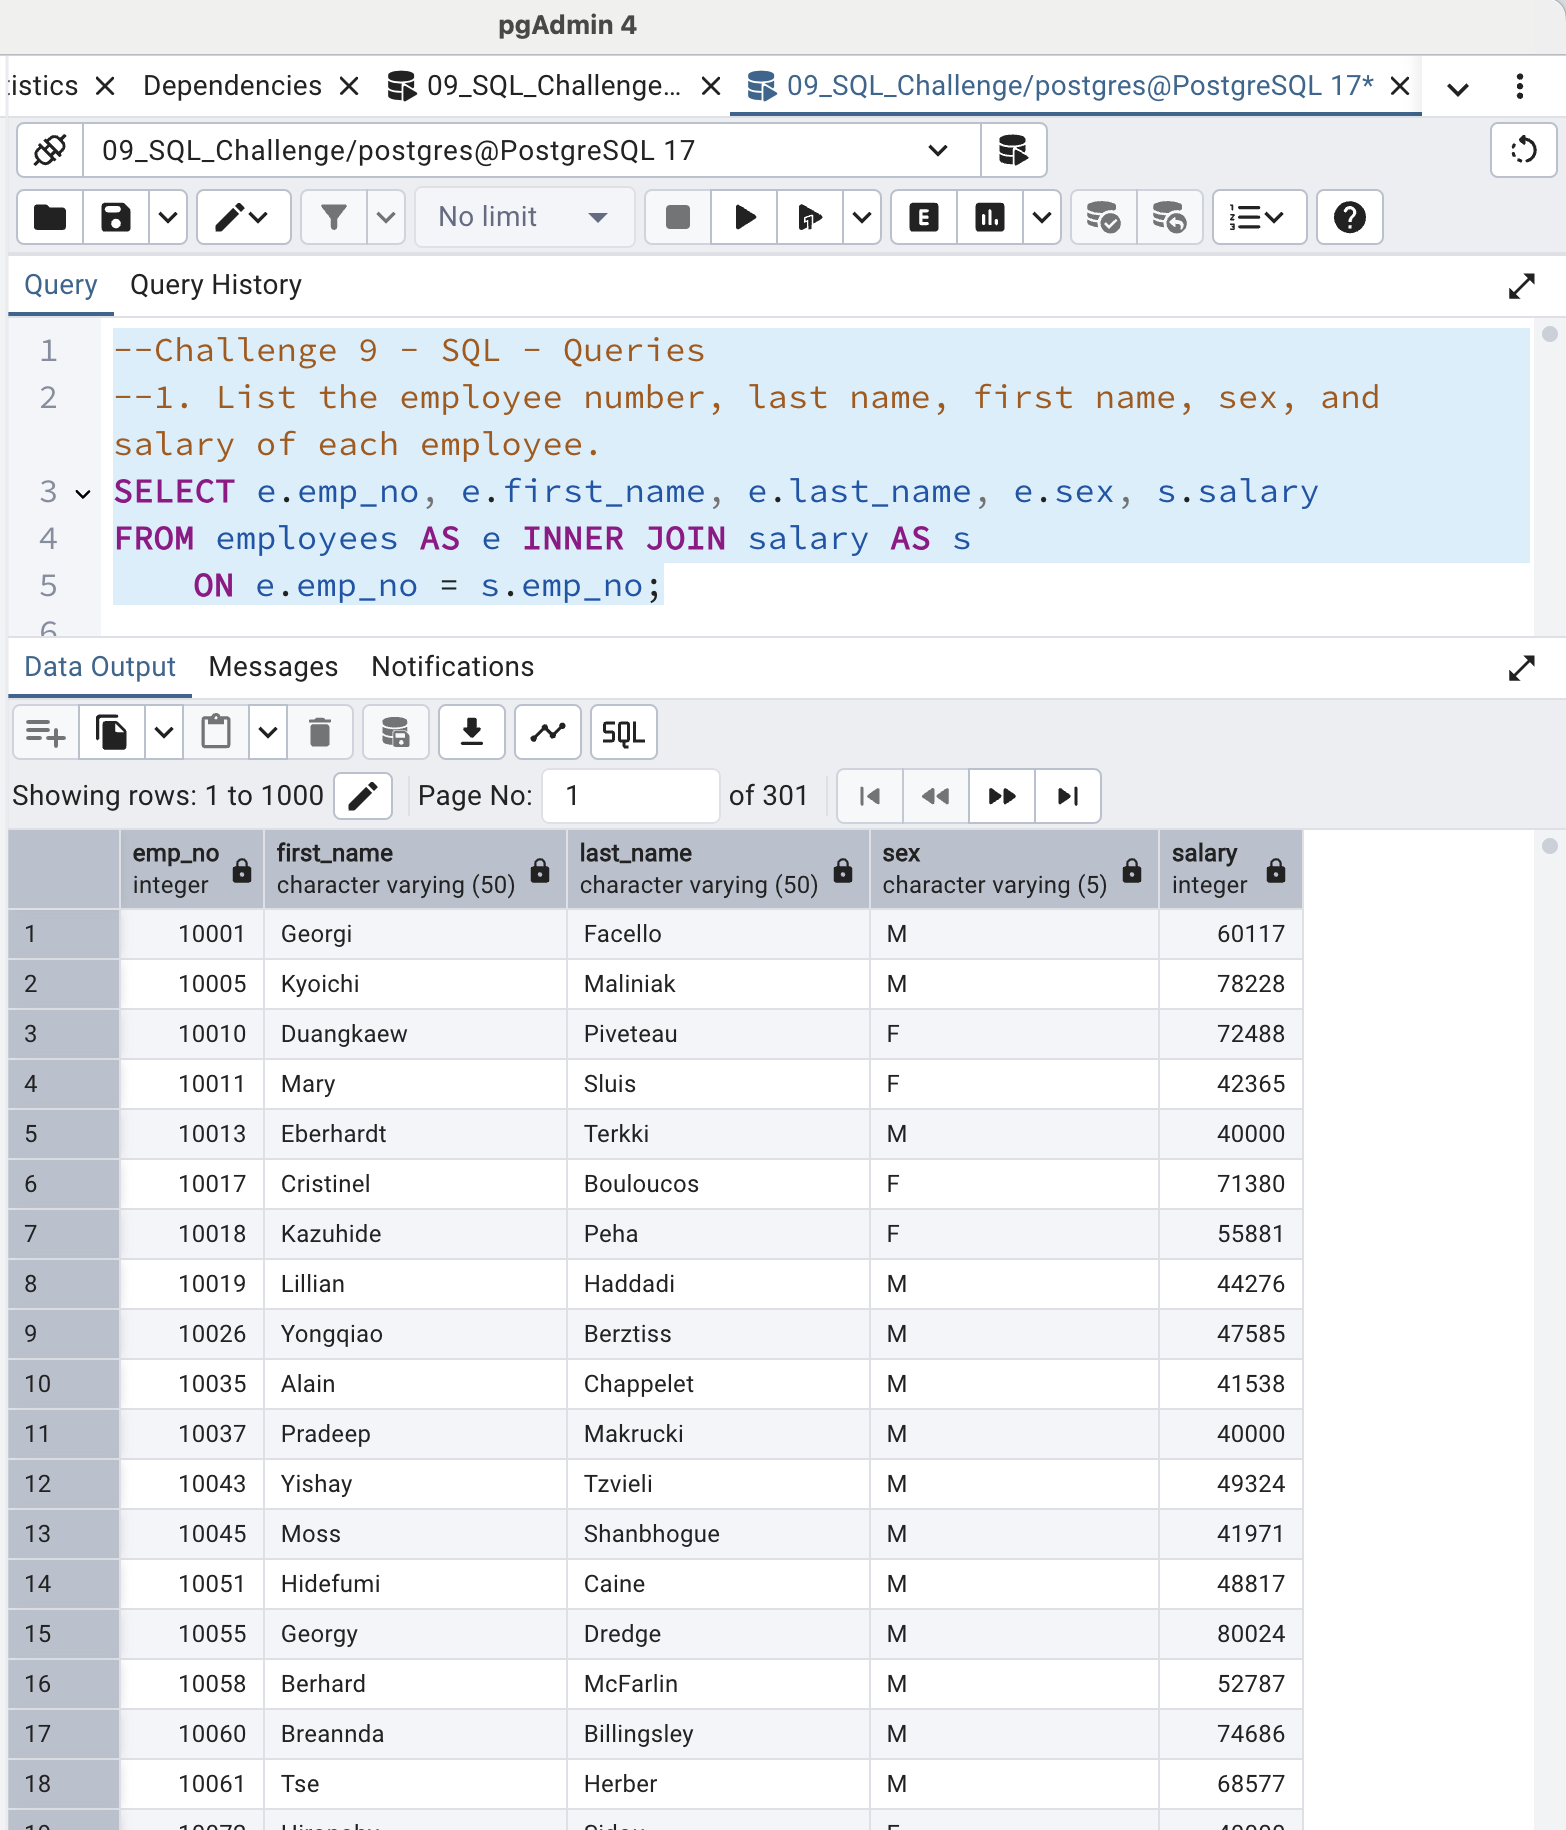 pgAdmin 4
tistics Dependencies 09_SQL_Challenge... 09_SQL_Challenge/postgres@PostgreSQL 17*
09_SQL_Challenge/postgres@PostgreSQL 17
No limit E
Query Query History
1 --Challenge 9 - SQL - Queries
2 --1. List the employee number, last name, first name, sex, and
salary of each employee.
3 SELECT e.emp_no, e.first_name, e.last_name, e.sex, s.salary
4 FROM employees AS e INNER JOIN salary AS s
5 ON e.emp_no = s.emp_no;
6
Data Output Messages Notifications
SQL
Showing rows: 1 to 1000 Page No: 1 of 301
emp_no first_name last_name sex salary
integer character varying (50) character varying (50) character varying (5) integer
1 10001 Georgi Facello M 60117
2 10005 Kyoichi Maliniak M 78228
3 10010 Duangkaew Piveteau F 72488
4 10011 Mary Sluis F 42365
5 10013 Eberhardt Terkki M 40000
6 10017 Cristinel Bouloucos F 71380
7 10018 Kazuhide Peha F 55881
8 10019 Lillian Haddadi M 44276
9 10026 Yongqiao Berztiss M 47585
10 10035 Alain Chappelet M 41538
11 10037 Pradeep Makrucki M 40000
12 10043 Yishay Tzvieli M 49324
13 10045 Moss Shanbhogue M 41971
14 10051 Hidefumi Caine M 48817
15 10055 Georgy Dredge M 80024
16 10058 Berhard McFarlin M 52787
17 10060 Breannda Billingsley M 74686
18 10061 Tse Herber M 68577